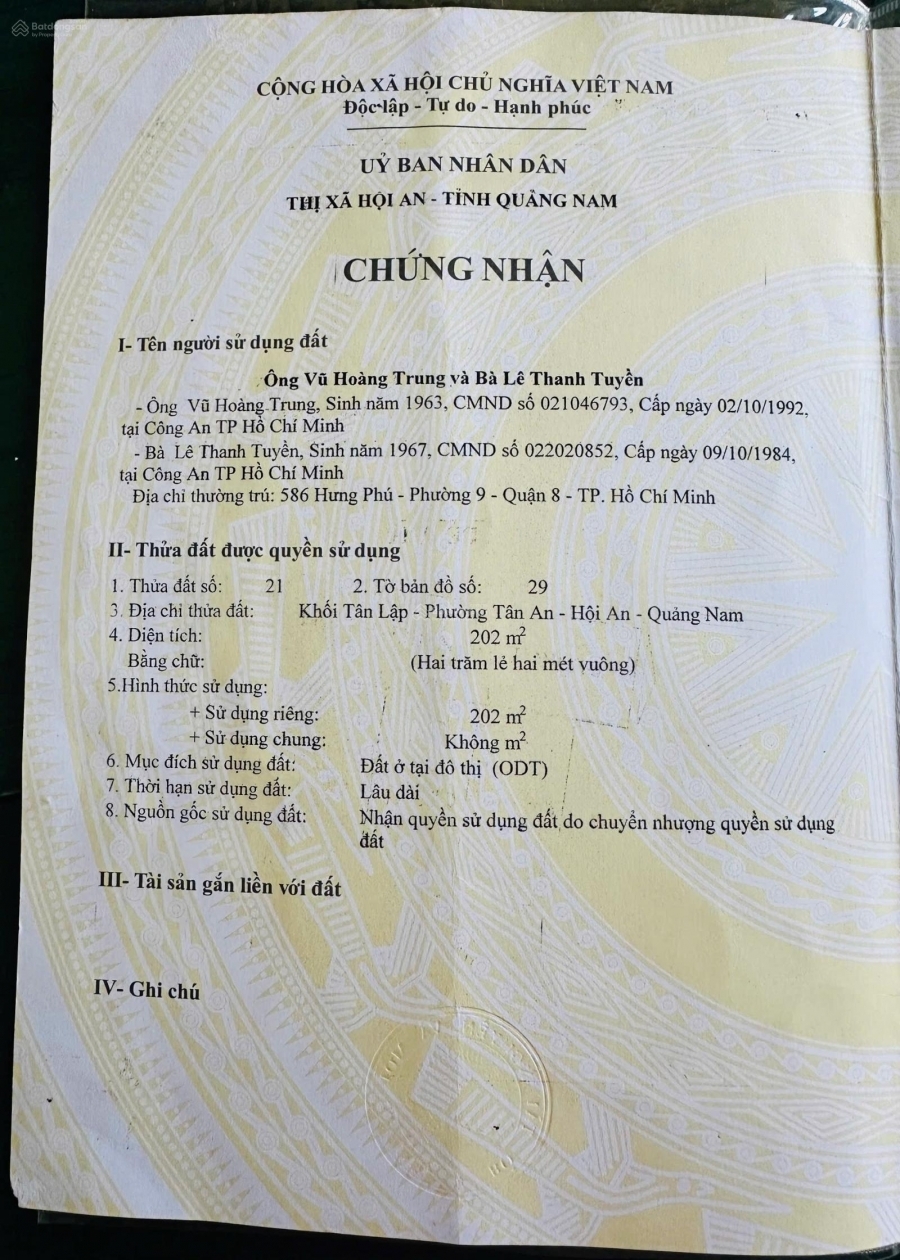 Batdongsan
by PropertyGuru
CỘNG HÒA XÃ HỘI CHỦ NGHĨA VIỆT NAM
Độc lập - Tự do - Hạnh phúc
UỶ BAN NHÂN DÂN
THỊ XÃ HỘI AN - TỈNH QUẢNG NAM
CHỨNG NHẬN
I- Tên người sử dụng đất
Ông Vũ Hoàng Trung và Bà Lê Thanh Tuyền
- Ông Vũ Hoàng Trung, Sinh năm 1963, CMND số 021046793, Cấp ngày 02/10/1992,
tại Công An TP Hồ Chí Minh
- Bà Lê Thanh Tuyền, Sinh năm 1967, CMND số 022020852, Cấp ngày 09/10/1984,
tại Công An TP Hồ Chí Minh
Địa chỉ thường trú: 586 Hưng Phú - Phường 9 - Quận 8 - TP. Hồ Chí Minh
II- Thửa đất được quyền sử dụng
1. Thửa đất số: 21 2. Tờ bản đồ số: 29
3. Địa chỉ thửa đất: Khối Tân Lập - Phường Tân An - Hội An - Quảng Nam
4. Diện tích: 202 m²
Bằng chữ: (Hai trăm lẻ hai mét vuông)
5.Hình thức sử dụng:
+ Sử dụng riêng: 202 m²
+ Sử dụng chung: Không m²
6. Mục đích sử dụng đất: Đất ở tại đô thị (ODT)
7. Thời hạn sử dụng đất: Lâu dài
8. Nguồn gốc sử dụng đất: Nhận quyền sử dụng đất do chuyển nhượng quyền sử dụng
đất
III- Tài sản gắn liền với đất
IV- Ghi chú